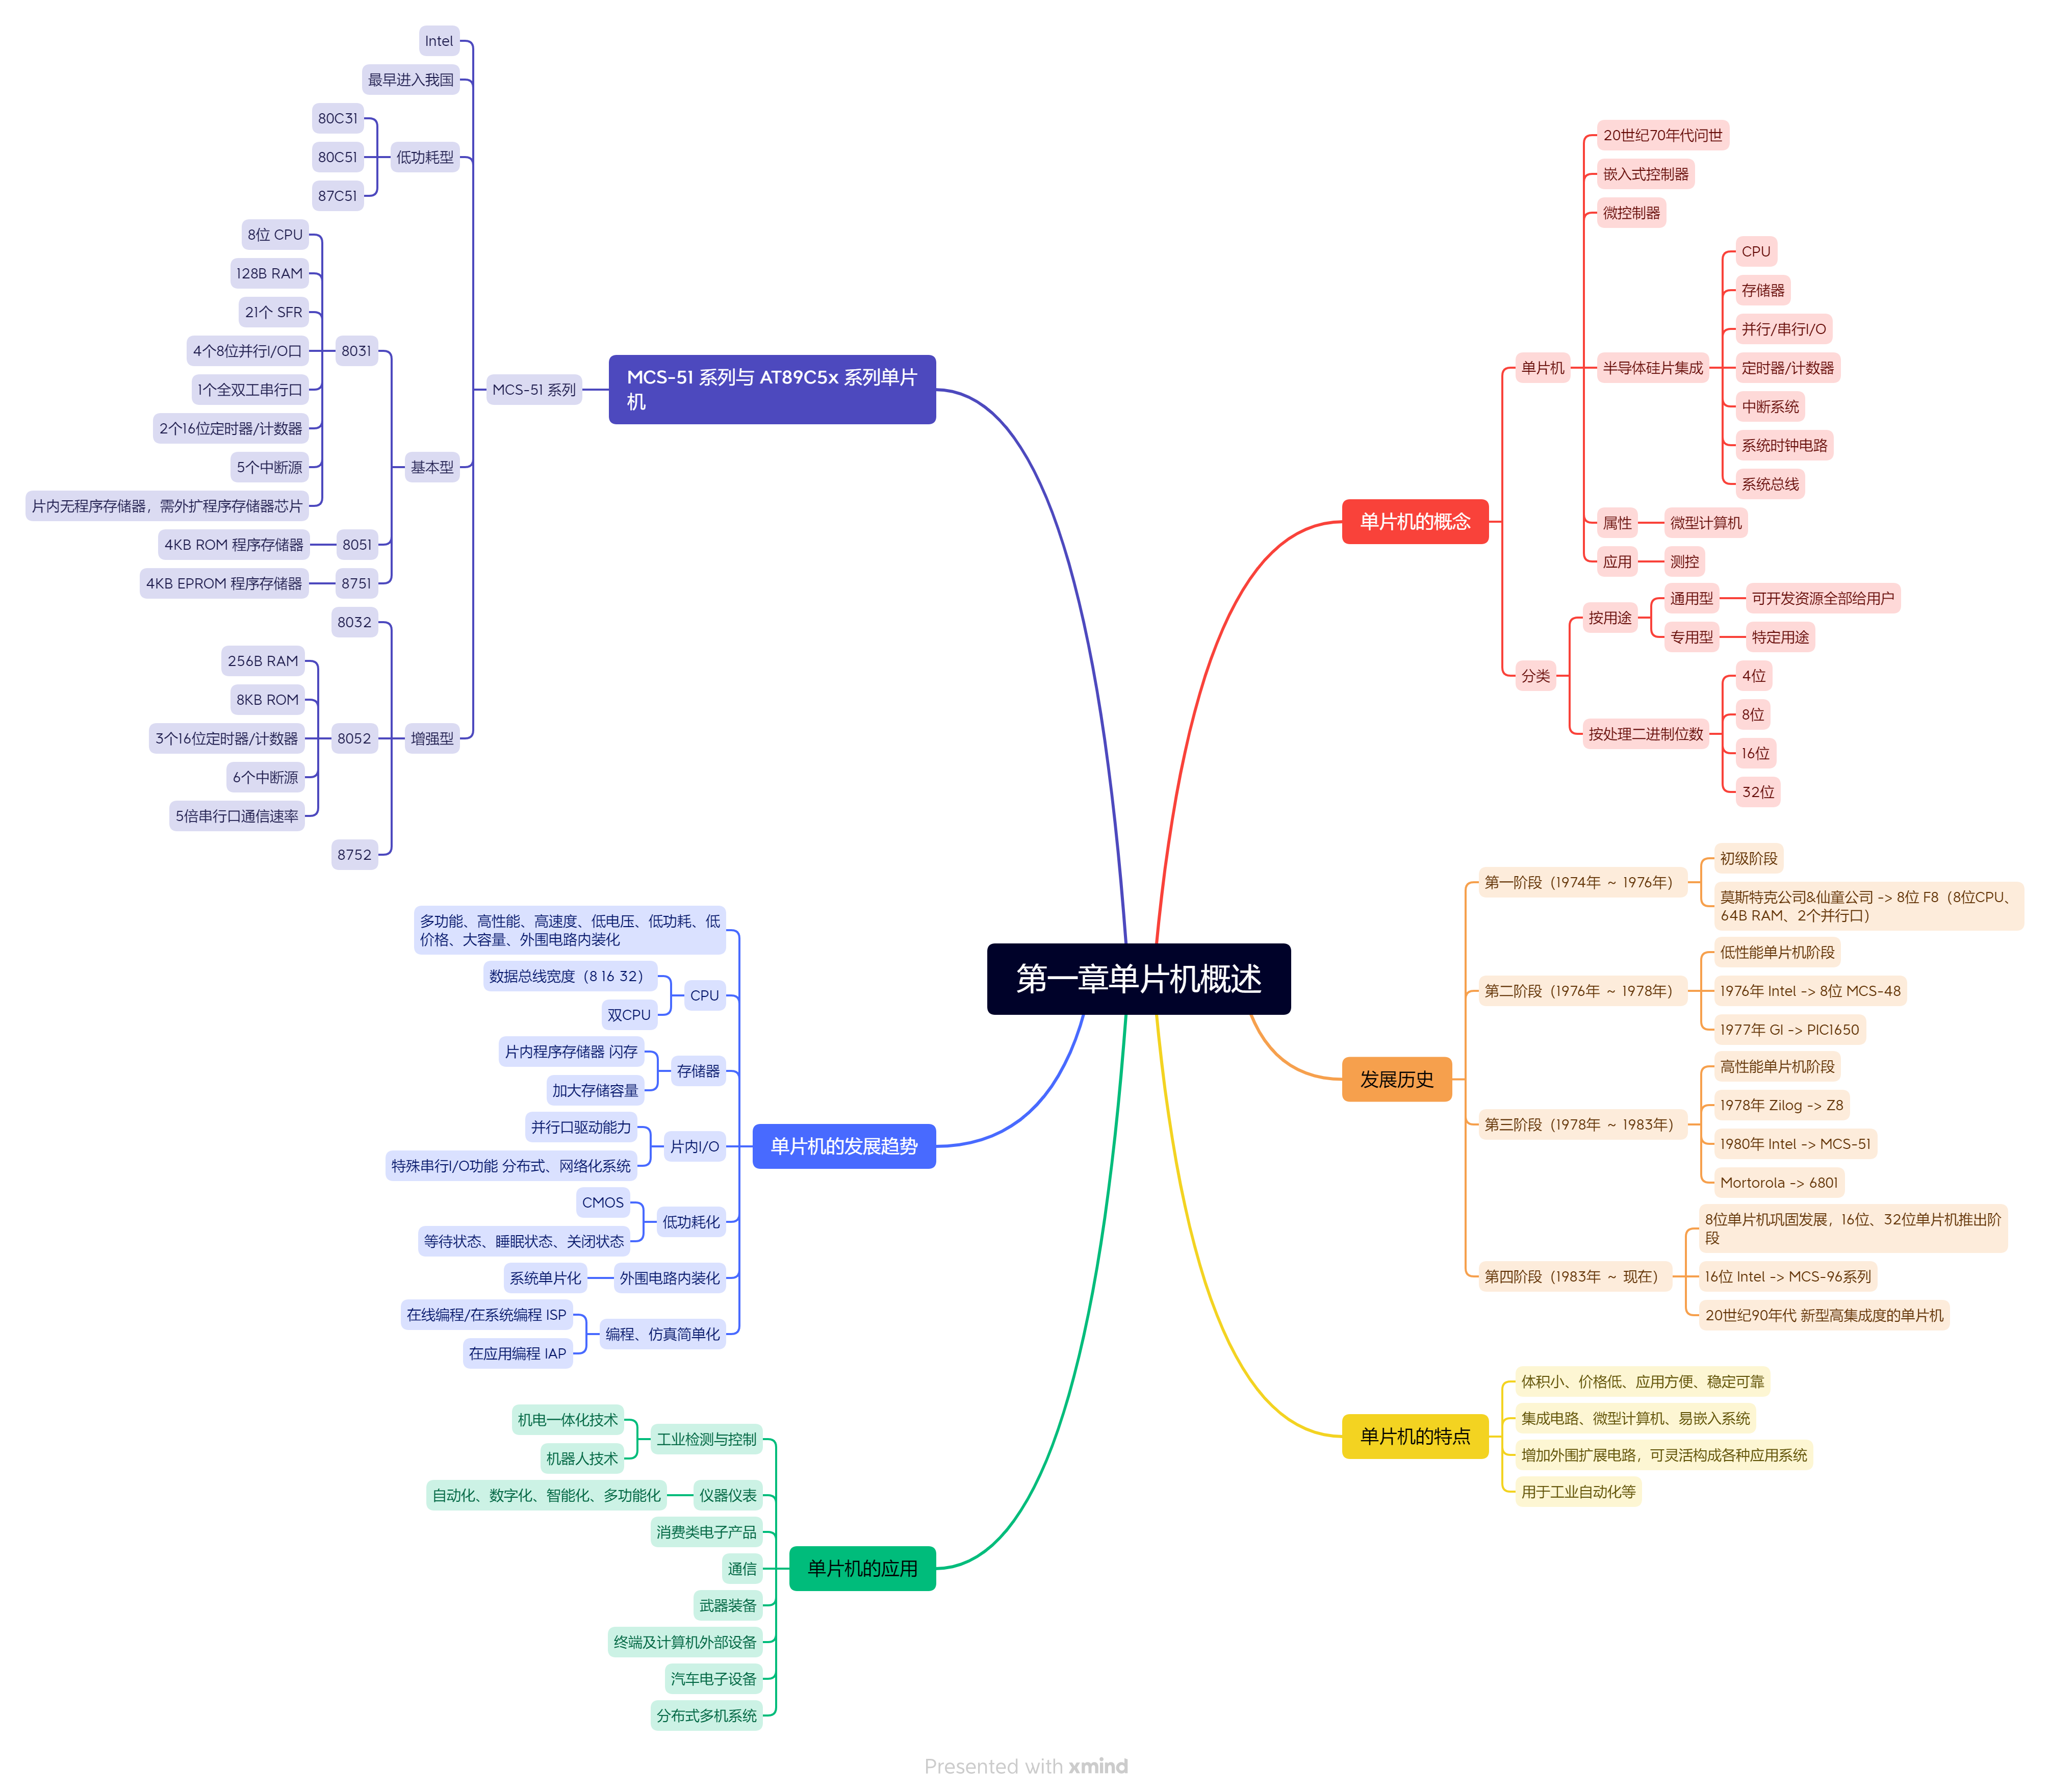 第一章单片机概述
单片机的概念
单片机
20世纪70年代问世
嵌入式控制器
微控制器
半导体硅片集成
CPU
存储器
并行/串行I/O
定时器/计数器
中断系统
系统时钟电路
系统总线
属性
微型计算机
应用
测控
分类
按用途
通用型
可开发资源全部给用户
专用型
特定用途
按处理二进制位数
4位
8位
16位
32位
发展历史
第一阶段（1974年 ~ 1976年）
初级阶段
莫斯特克公司&仙童公司 -> 8位 F8（8位CPU、
64B RAM、2个并行口）
第二阶段（1976年 ~ 1978年）
低性能单片机阶段
1976年 Intel -> 8位 MCS-48
1977年 GI -> PIC1650
第三阶段（1978年 ~ 1983年）
高性能单片机阶段
1978年 Zilog -> Z8
1980年 Intel -> MCS-51
Mortorola -> 6801
第四阶段（1983年 ~ 现在）
8位单片机巩固发展，16位、32位单片机推出阶
段
16位 Intel -> MCS-96系列
20世纪90年代 新型高集成度的单片机
单片机的特点
体积小、价格低、应用方便、稳定可靠
集成电路、微型计算机、易嵌入系统
增加外围扩展电路，可灵活构成各种应用系统
用于工业自动化等
单片机的应用
工业检测与控制
机电一体化技术
机器人技术
仪器仪表
自动化、数字化、智能化、多功能化
消费类电子产品
通信
武器装备
终端及计算机外部设备
汽车电子设备
分布式多机系统
单片机的发展趋势
多功能、高性能、高速度、低电压、低功耗、低
价格、大容量、外围电路内装化
CPU
数据总线宽度（8 16 32）
双CPU
存储器
片内程序存储器 闪存
加大存储容量
片内I/O
并行口驱动能力
特殊串行I/O功能 分布式、网络化系统
低功耗化
CMOS
等待状态、睡眠状态、关闭状态
外围电路内装化
系统单片化
编程、仿真简单化
在线编程/在系统编程 ISP
在应用编程 IAP
MCS-51 系列与 AT89C5x 系列单片
机
MCS-51 系列
Intel
最早进入我国
低功耗型
80C31
80C51
87C51
基本型
8031
8位 CPU
128B RAM
21个 SFR
4个8位并行I/O口
1个全双工串行口
2个16位定时器/计数器
5个中断源
片内无程序存储器，需外扩程序存储器芯片
8051
4KB ROM 程序存储器
8751
4KB EPROM 程序存储器
增强型
8032
8052
256B RAM
8KB ROM
3个16位定时器/计数器
6个中断源
5倍串行口通信速率
8752
Presented with xmind